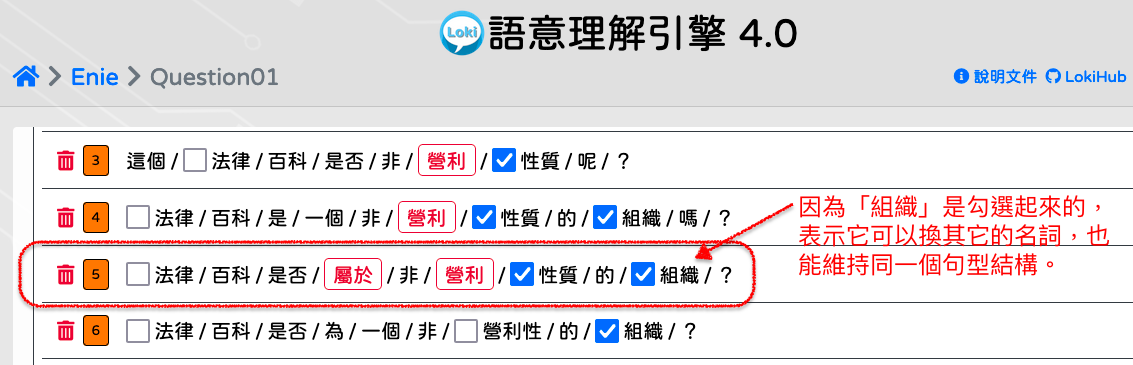 Loki 語意理解引擎 4.0
Enie Question01 說明文件 LokiHub
3 這個 / 法律 / 百科 / 是否 / 非 / 營利 / 性質 / 呢 / ?
4 法律 / 百科 / 是 / 一個 / 非 / 營利 / 性質 / 的 / 組織 / 嗎 / ?
因為「組織」是勾選起來的，
表示它可以換其它的名詞，也
能維持同一個句型結構。
5 法律 / 百科 / 是否 / 屬於 / 非 / 營利 / 性質 / 的 / 組織 / ?
6 法律 / 百科 / 是否 / 為 / 一個 / 非 / 營利性 / 的 / 組織 / ?